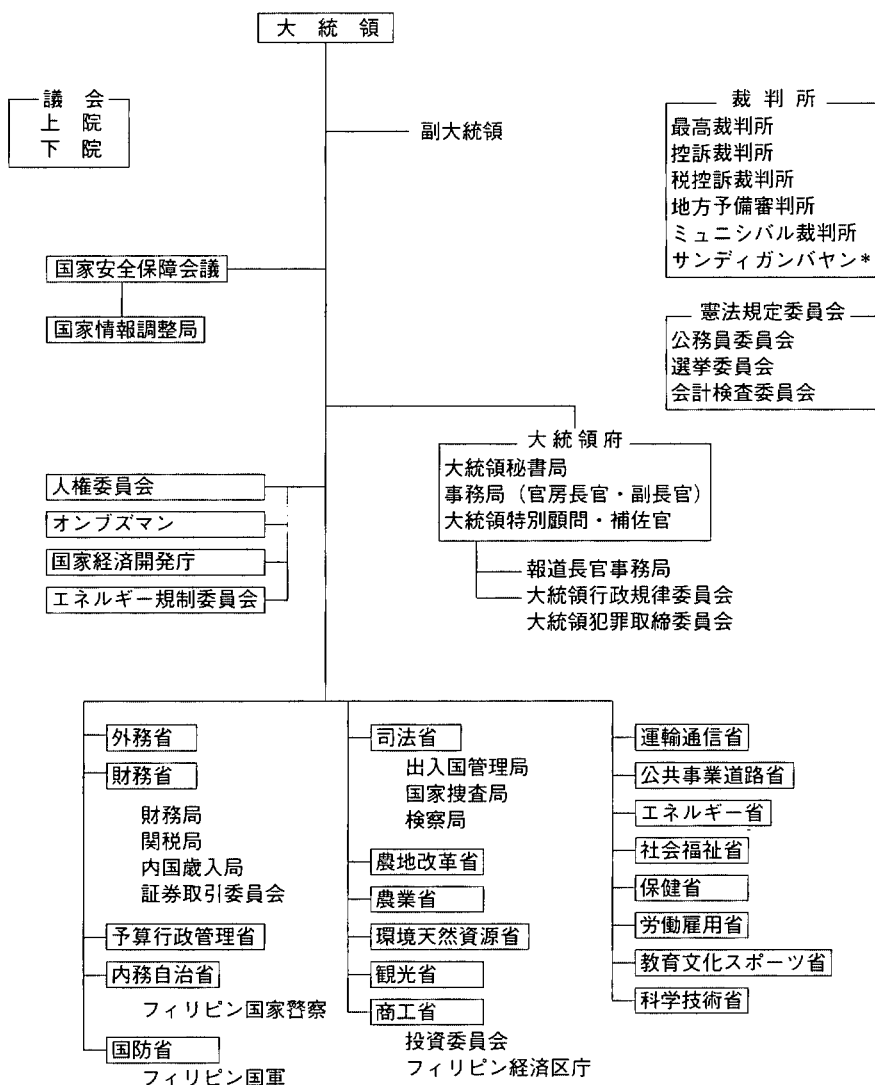 大統領
議会
上院
下院
副大統領
裁判所
最高裁判所
控訴裁判所
税控訴裁判所
地方予備審判所
ミュニシバル裁判所
サンディガンバヤン*
国家安全保障会議
国家情報調整局
憲法規定委員会
公務員委員会
選挙委員会
会計検査委員会
大統領府
大統領秘書局
事務局（官房長官・副長官）
大統領特別顧問・補佐官
報道長官事務局
大統領行政規律委員会
大統領犯罪取締委員会
人権委員会
オンブズマン
国家経済開発庁
エネルギー規制委員会
外務省
財務省
財務局
関税局
内国歳入局
証券取引委員会
予算行政管理省
内務自治省
フィリピン国家警察
国防省
フィリピン国軍
司法省
出入国管理局
国家捜査局
検察局
農地改革省
農業省
環境天然資源省
観光省
商工省
投資委員会
フィリピン経済区庁
運輸通信省
公共事業道路省
エネルギー省
社会福祉省
保健省
労働雇用省
教育文化スポーツ省
科学技術省